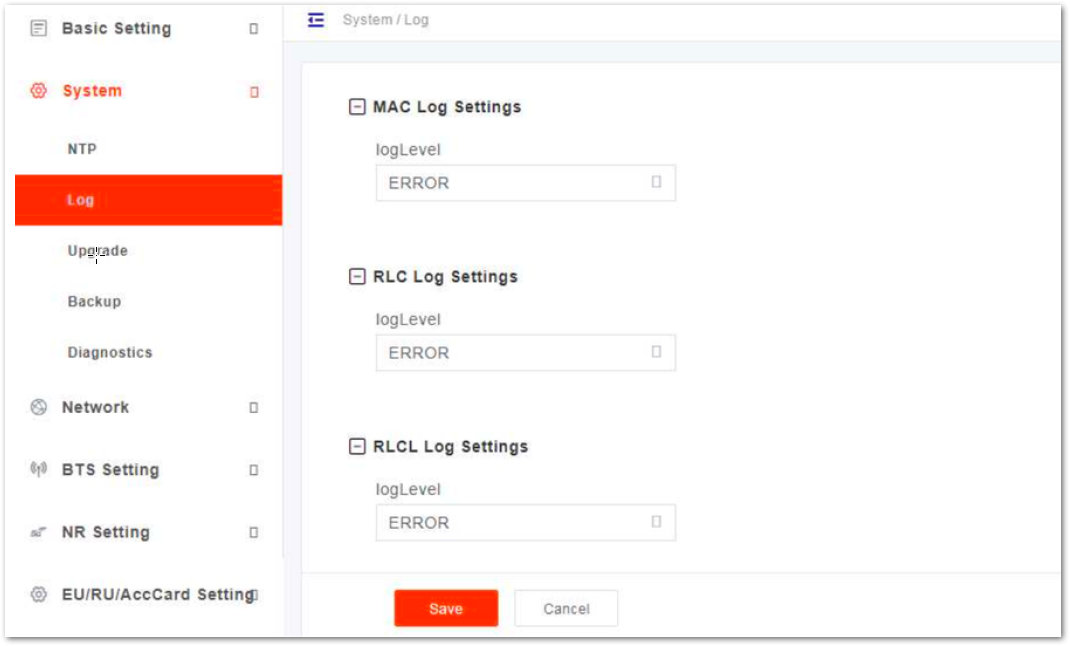 Basic Setting
System
NTP
Log
Upgrade
Backup
Diagnostics
Network
BTS Setting
NR Setting
EU/RU/AccCard Setting
System / Log
MAC Log Settings
logLevel
ERROR
RLC Log Settings
logLevel
ERROR
RLCL Log Settings
logLevel
ERROR
Save
Cancel